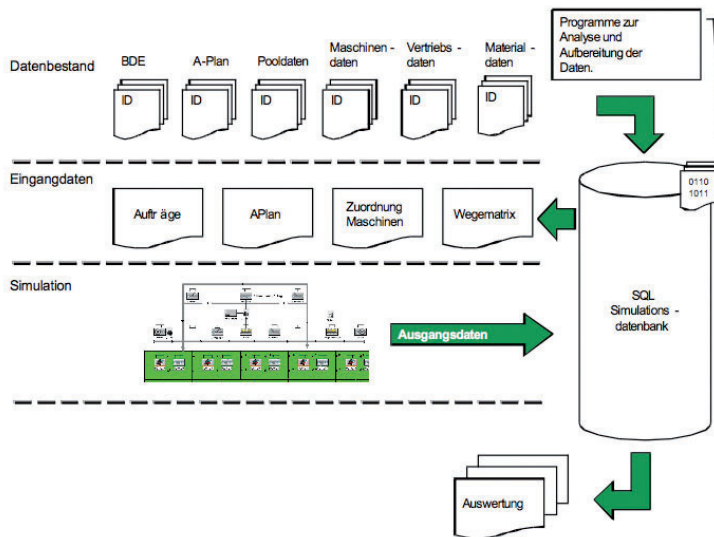 Programme zur
Analyse und
Aufbereitung der
Daten.
Datenbestand
BDE
A-Plan
Pooldaten
Maschinen -
daten
Vertriebs -
daten
Material -
daten
ID
ID
ID
ID
ID
ID
0110
1011
Eingangdaten
Auftr äge
APlan
Zuordnung
Maschinen
Wegematrix
Simulation
Ausgangsdaten
SQL
Simulations -
datenbank
Auswertung